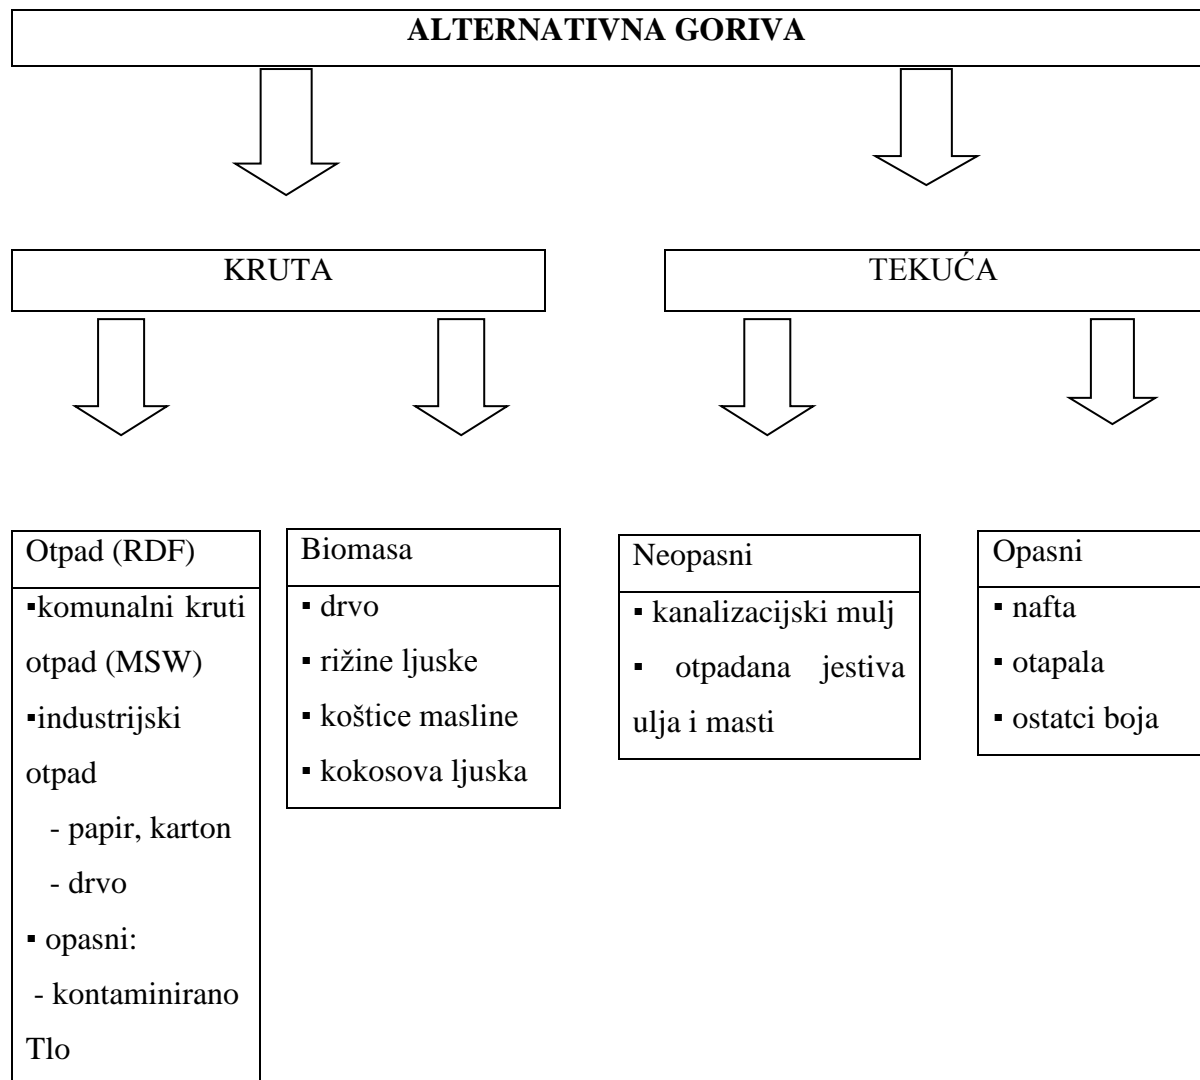 ALTERNATIVNA GORIVA
KRUTA
TEKUĆA
Otpad (RDF)
▪komunalni kruti
otpad (MSW)
▪industrijski
otpad
- papir, karton
- drvo
▪ opasni:
- kontaminirano
Tlo
Biomasa
▪ drvo
▪ rižine ljuske
▪ koštice masline
▪ kokosova ljuska
Neopasni
▪ kanalizacijski mulj
▪ otpadana jestiva
ulja i masti
Opasni
▪ nafta
▪ otapala
▪ ostatci boja